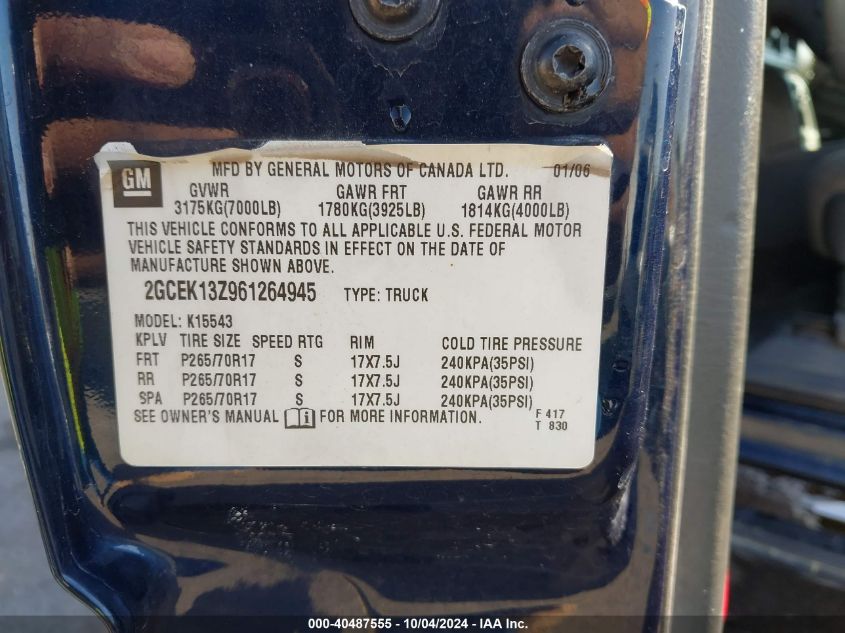 GM MFD BY GENERAL MOTORS OF CANADA LTD. 01/06
GVWR GAWR FRT GAWR RR
3175KG(7000LB) 1780KG(3925LB) 1814KG(4000LB)
THIS VEHICLE CONFORMS TO ALL APPLICABLE U.S. FEDERAL MOTOR
VEHICLE SAFETY STANDARDS IN EFFECT ON THE DATE OF
MANUFACTURE SHOWN ABOVE.
2GCEK13Z961264945 TYPE: TRUCK
MODEL: K15543
KPLV TIRE SIZE SPEED RTG RIM COLD TIRE PRESSURE
FRT P265/70R17 S 17X7.5J 240KPA(35PSI)
RR P265/70R17 S 17X7.5J 240KPA(35PSI)
SPA P265/70R17 S 17X7.5J 240KPA(35PSI)
SEE OWNER'S MANUAL FOR MORE INFORMATION. F 417
T 830
000-40487555 - 10/04/2024 - IAA Inc.